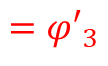 = φ'₃